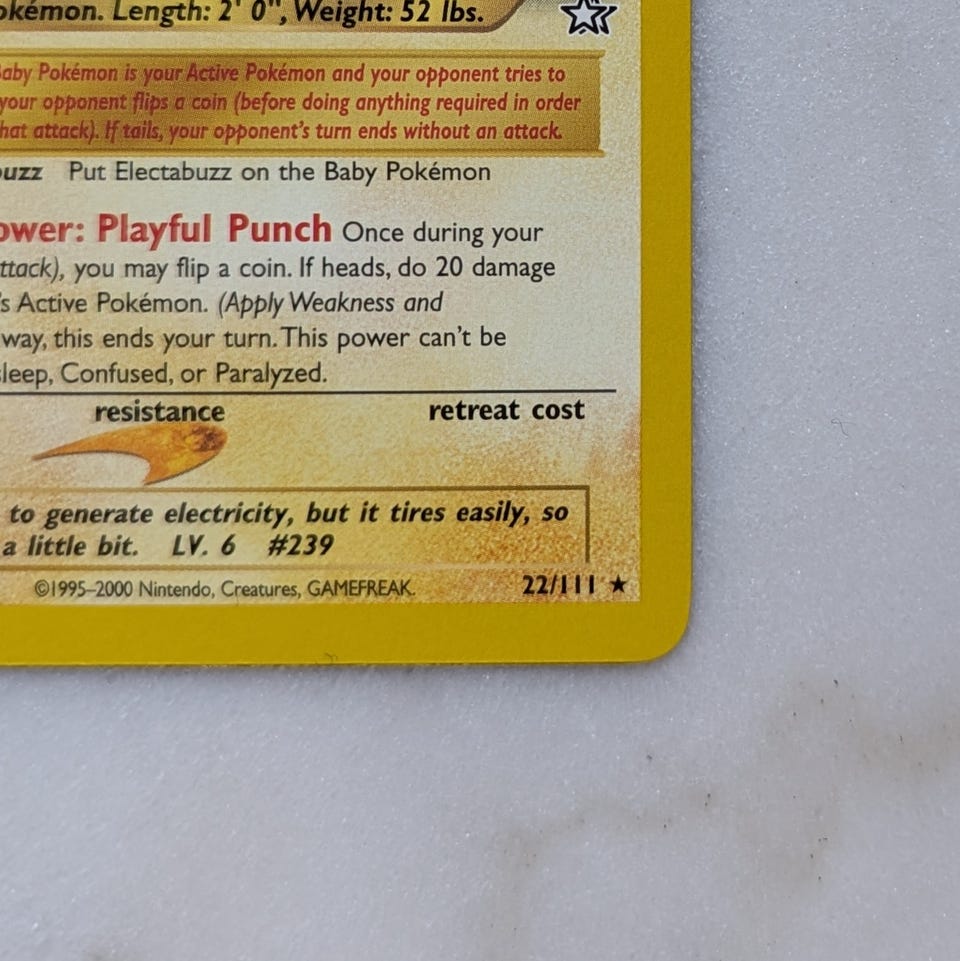 okémon. Length: 2' 0", Weight: 52 lbs.
Baby Pokémon is your Active Pokémon and your opponent tries to
your opponent flips a coin (before doing anything required in order
hat attack). If tails, your opponent's turn ends without an attack.
buzz Put Electabuzz on the Baby Pokémon
ower: Playful Punch Once during your
ttack), you may flip a coin. If heads, do 20 damage
's Active Pokémon. (Apply Weakness and
way, this ends your turn. This power can't be
sleep, Confused, or Paralyzed.
resistance retreat cost
to generate electricity, but it tires easily, so
a little bit. LV. 6 #239
©1995–2000 Nintendo, Creatures, GAMEFREAK. 22/111 ★